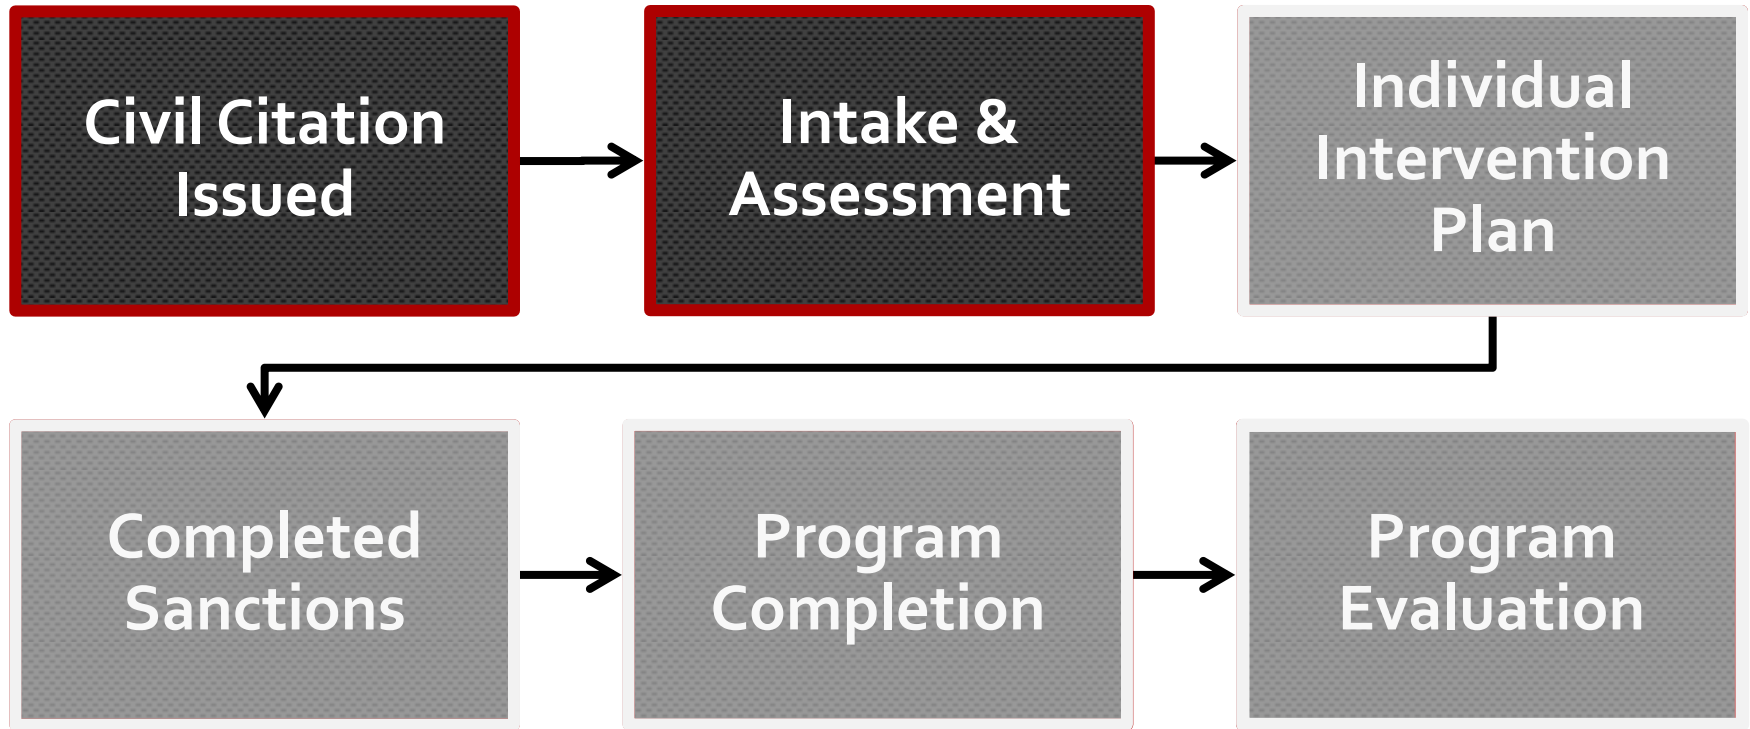 Civil Citation
Issued
Intake &
Assessment
Individual
Intervention
Plan
Completed
Sanctions
Program
Completion
Program
Evaluation